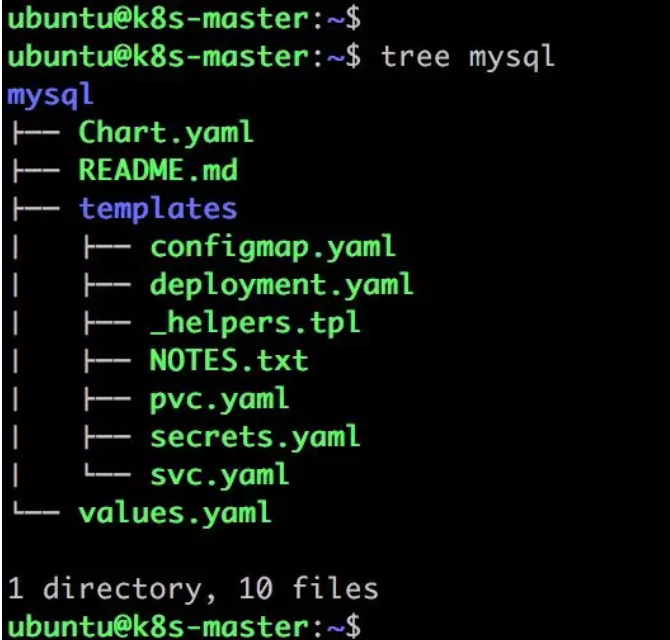 ubuntu@k8s-master:~$
ubuntu@k8s-master:~$ tree mysql
mysql
├── Chart.yaml
├── README.md
├── templates
│   ├── configmap.yaml
│   ├── deployment.yaml
│   ├── _helpers.tpl
│   ├── NOTES.txt
│   ├── pvc.yaml
│   ├── secrets.yaml
│   └── svc.yaml
└── values.yaml
1 directory, 10 files
ubuntu@k8s-master:~$